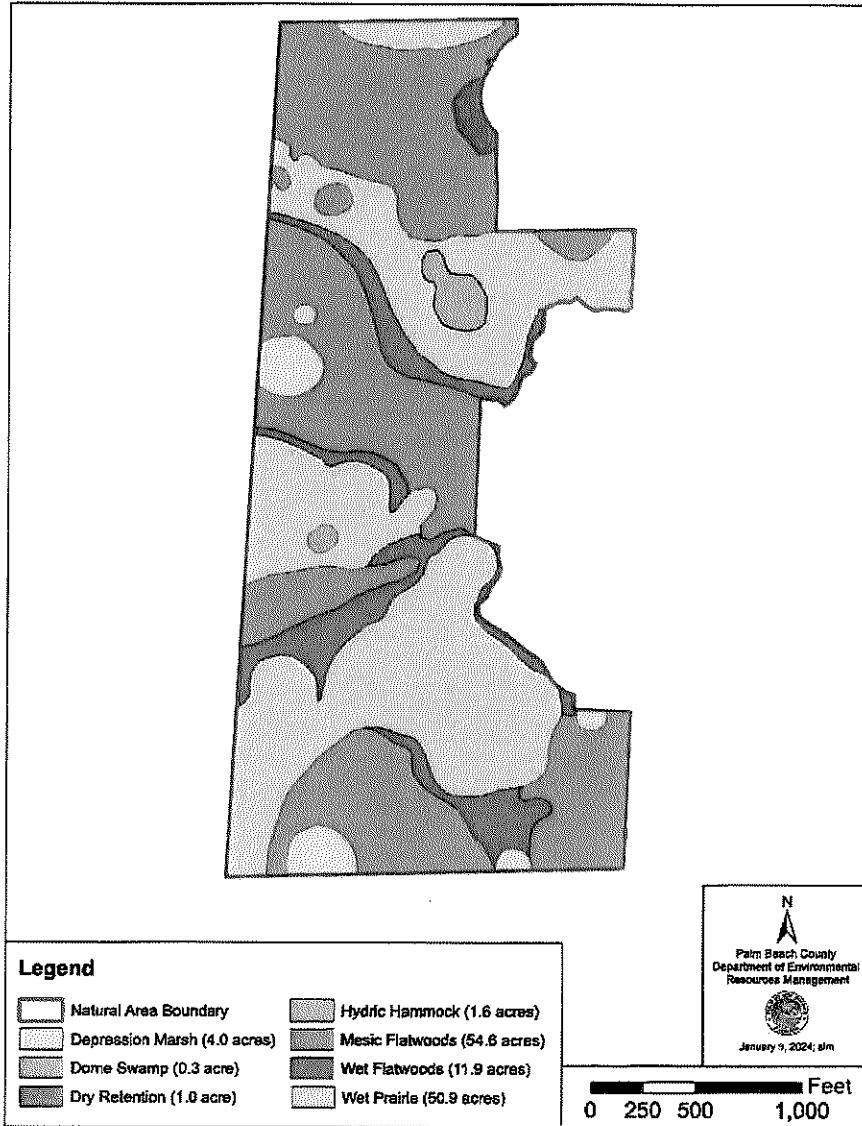 N
Palm Beach County
Department of Environmental
Resources Management
January 9, 2024; slm
Legend
Natural Area Boundary
Depression Marsh (4.0 acres)
Dome Swamp (0.3 acre)
Dry Retention (1.0 acre)
Hydric Hammock (1.6 acres)
Mesic Flatwoods (54.6 acres)
Wet Flatwoods (11.9 acres)
Wet Prairie (50.9 acres)
Feet
0 250 500 1,000